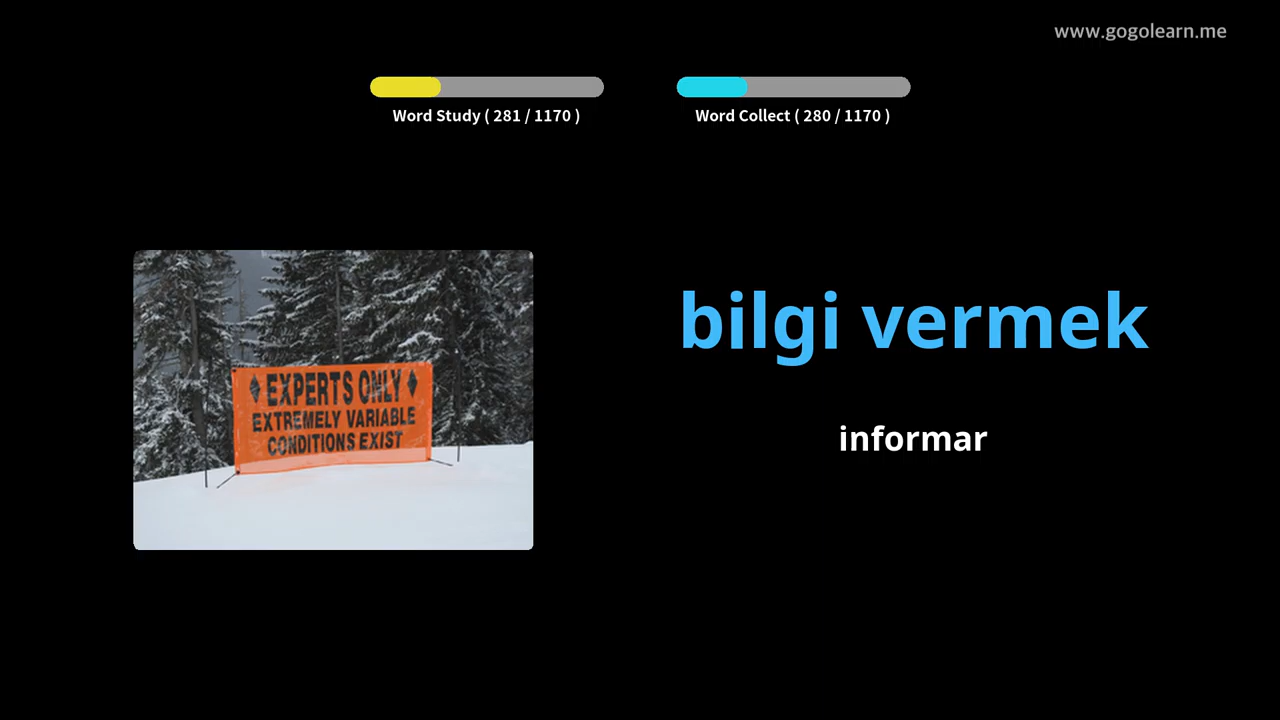 www.gogolearn.me
Word Study ( 281 / 1170 )
Word Collect ( 280 / 1170 )
EXPERTS ONLY
EXTREMELY VARIABLE
CONDITIONS EXIST
bilgi vermek
informar